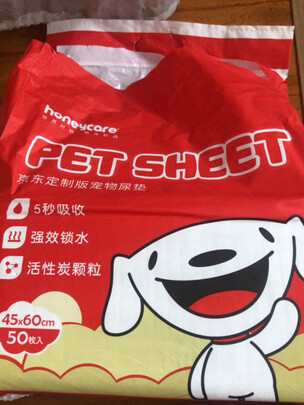 honeycare®
PET SHEET
京东定制版宠物尿垫
5秒吸收
强效锁水
活性炭颗粒
45x60cm
50枚入